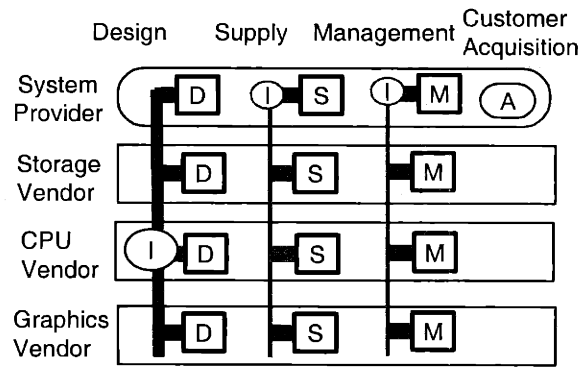 Design Supply Management Customer
Acquisition
System
Provider
D I S I M A
Storage
Vendor
D S M
CPU
Vendor
I D S M
Graphics
Vendor
D S M